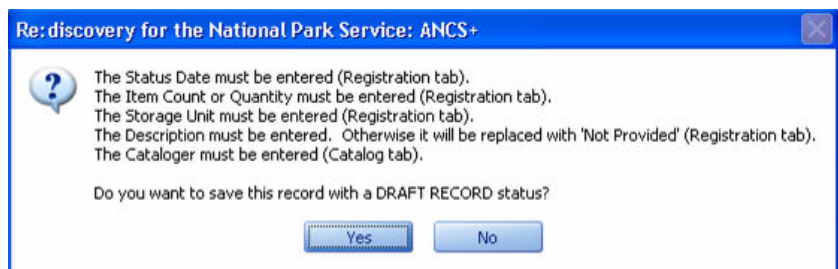 Re:discovery for the National Park Service: ANCS+
The Status Date must be entered (Registration tab).
The Item Count or Quantity must be entered (Registration tab).
The Storage Unit must be entered (Registration tab).
The Description must be entered.  Otherwise it will be replaced with 'Not Provided' (Registration tab).
The Cataloger must be entered (Catalog tab).
Do you want to save this record with a DRAFT RECORD status?
Yes No